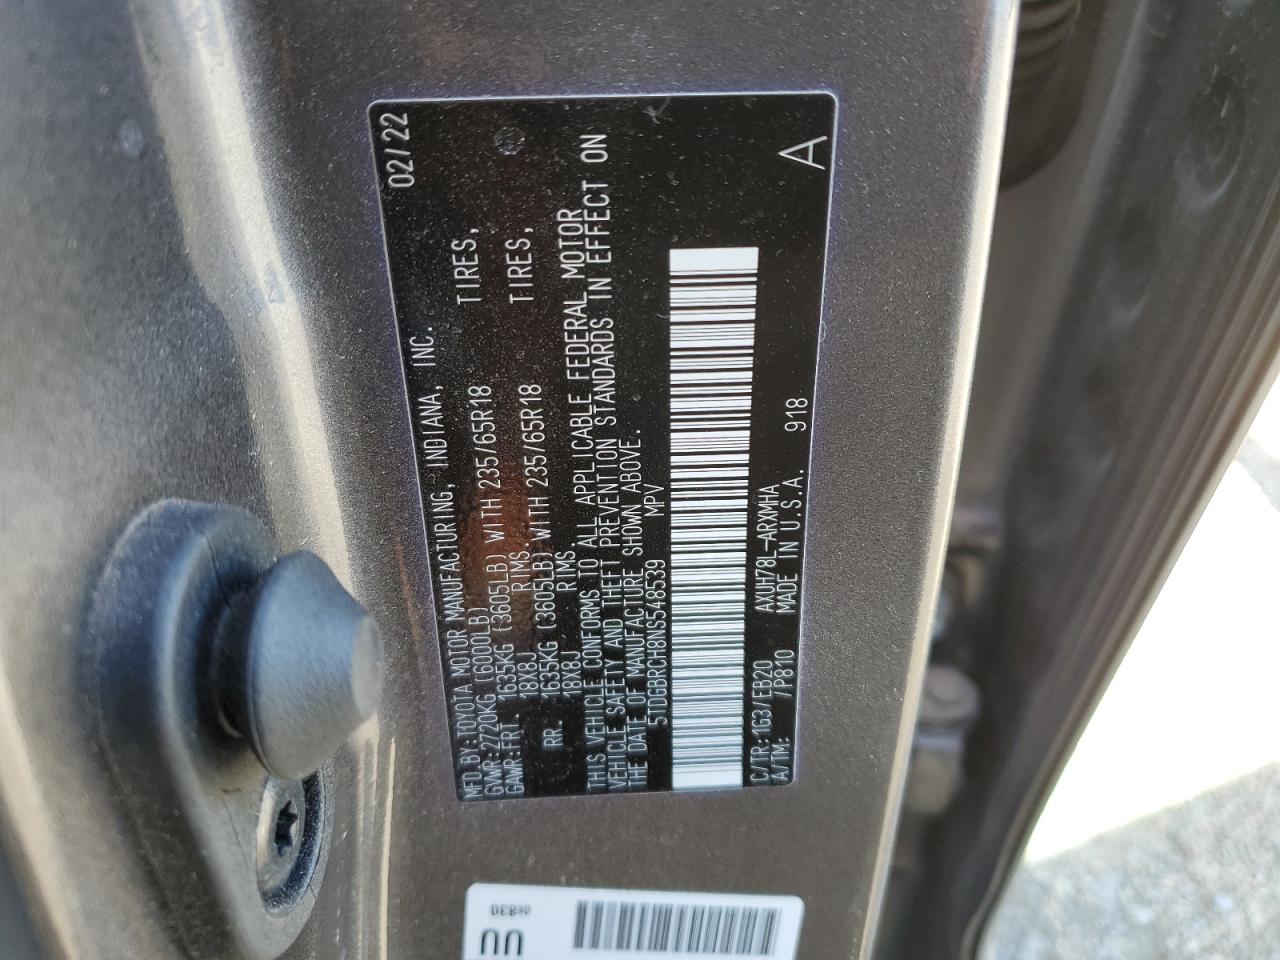 MFD.BY:TOYOTA MOTOR MANUFACTURING, INDIANA, INC. 02/22
GVWR:2720KG (6000LB)
GAWR:FRT. 1635KG (3605LB) WITH 235/65R18 TIRES,
18X8J RIMS.
RR. 1635KG (3605LB) WITH 235/65R18 TIRES,
18X8J RIMS
THIS VEHICLE CONFORMS TO ALL APPLICABLE FEDERAL MOTOR
VEHICLE SAFETY AND THEFT PREVENTION STANDARDS IN EFFECT ON
THE DATE OF MANUFACTURE SHOWN ABOVE.
5TDGBRCH8NS548539 MPV
C/TR:1G3/EB20 AXUH78L-ARXMHA
A/TM: /P810 MADE IN U.S.A. 918 A
UU